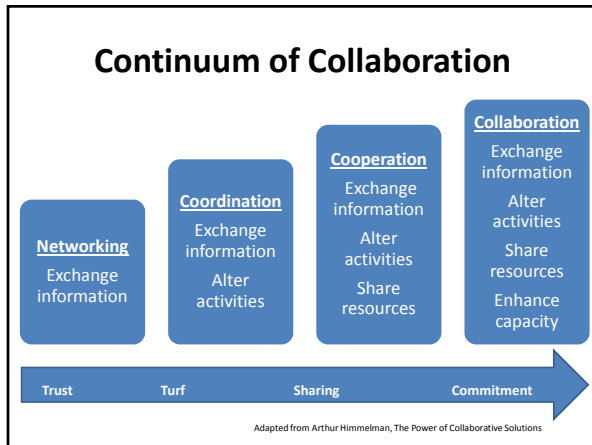 Continuum of Collaboration
Networking
Exchange
information
Coordination
Exchange
information
Alter
activities
Cooperation
Exchange
information
Alter
activities
Share
resources
Collaboration
Exchange
information
Alter
activities
Share
resources
Enhance
capacity
Trust Turf Sharing Commitment
Adapted from Arthur Himmelman, The Power of Collaborative Solutions